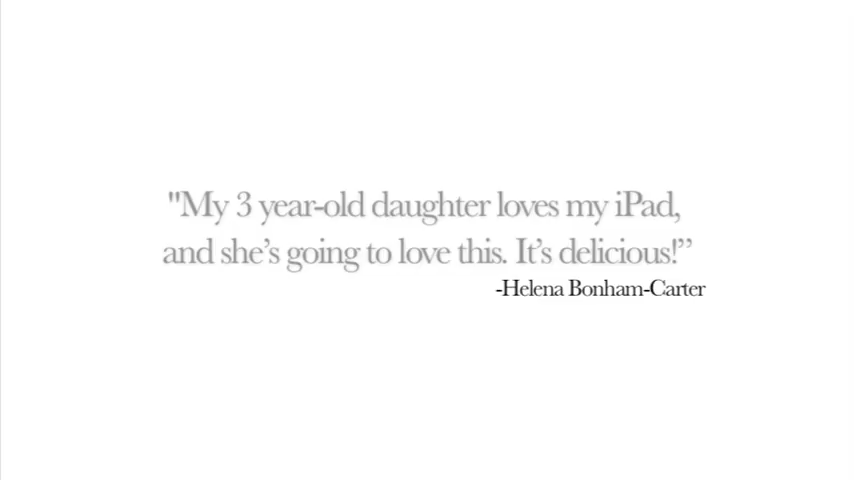 "My 3 year-old daughter loves my iPad,
and she’s going to love this. It’s delicious!”
-Helena Bonham-Carter